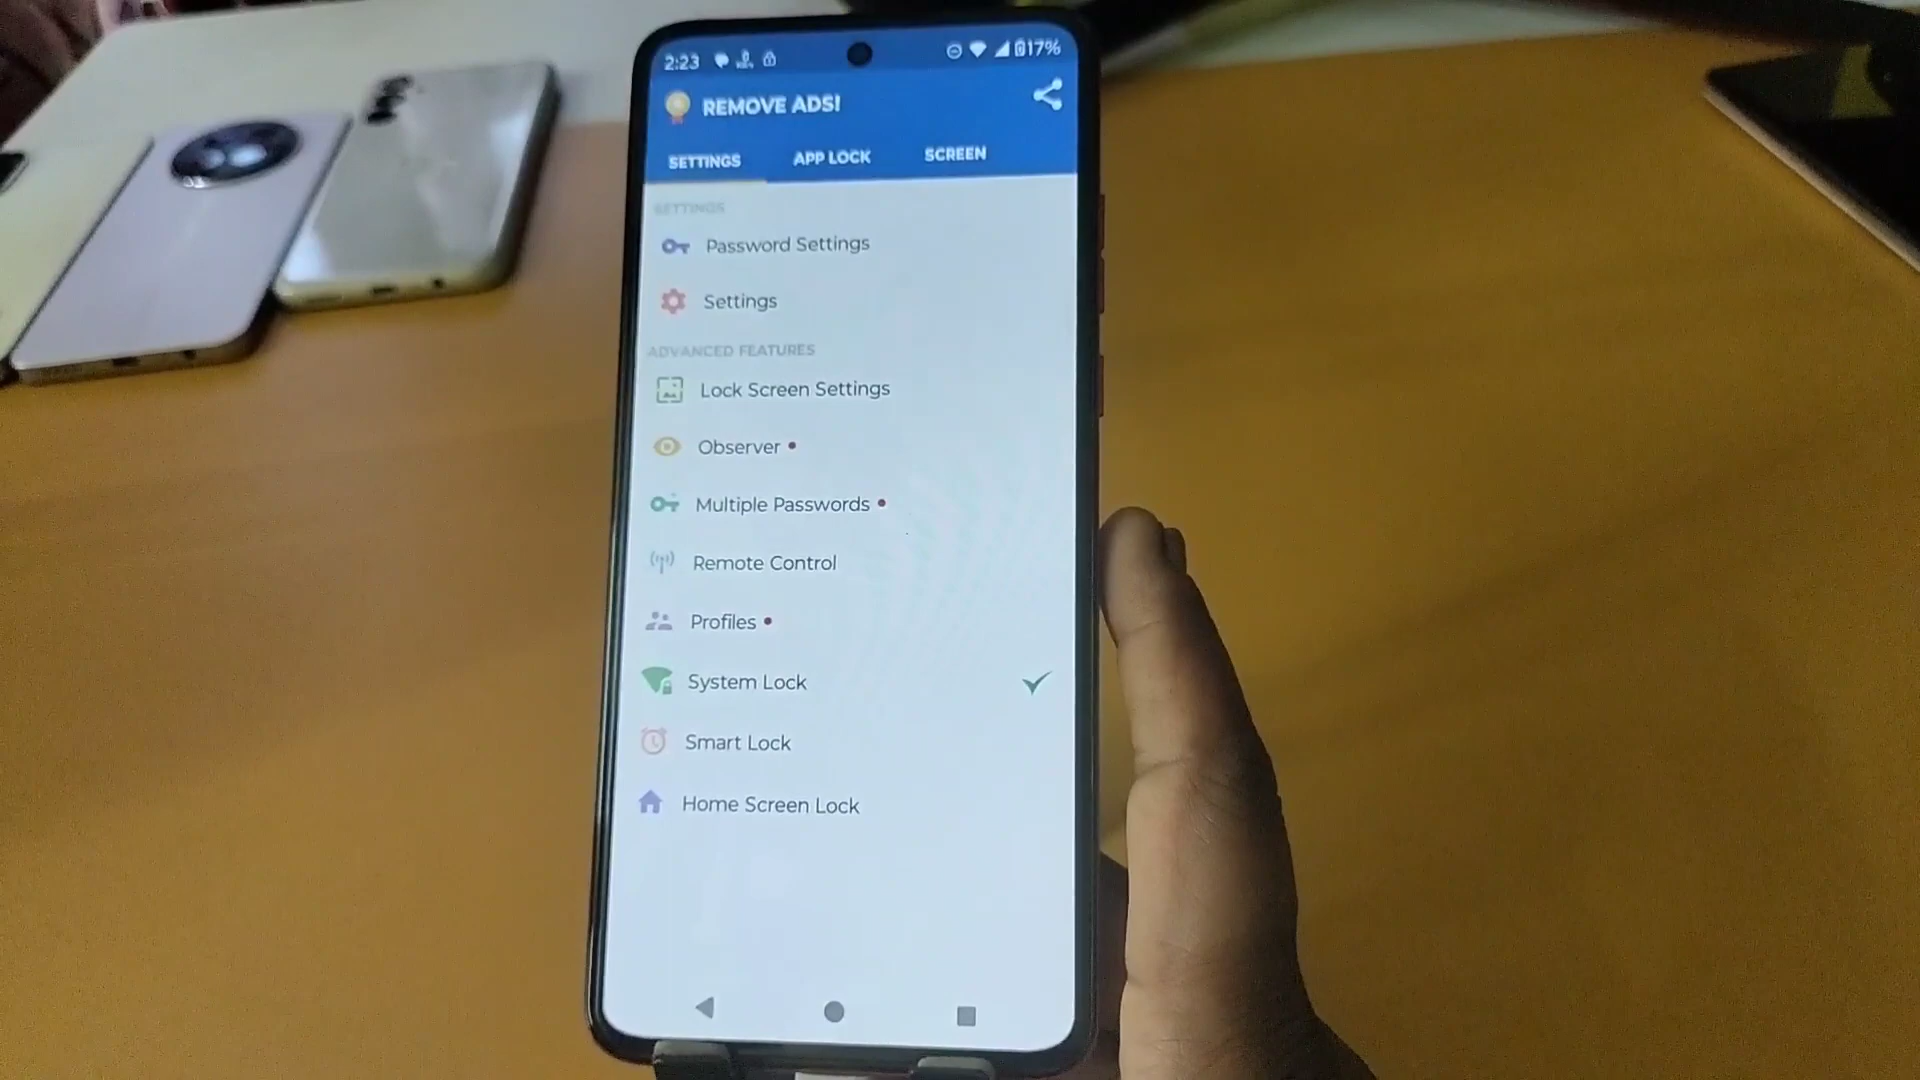 2:23 17%
REMOVE ADS!
SETTINGS APP LOCK SCREEN
SETTINGS
Password Settings
Settings
ADVANCED FEATURES
Lock Screen Settings
Observer
Multiple Passwords
Remote Control
Profiles
System Lock
Smart Lock
Home Screen Lock